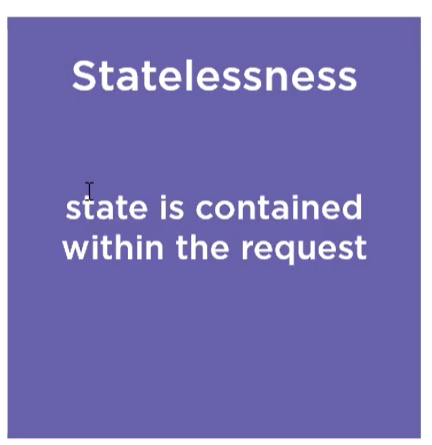 Statelessness
state is contained
within the request